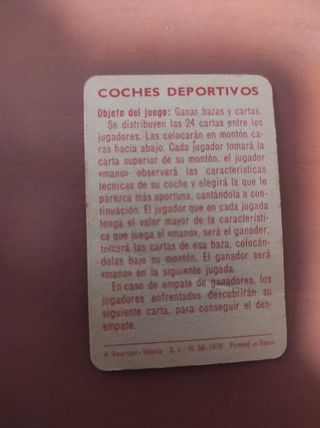 COCHES DEPORTIVOS
Objeto del juego: Ganar bazas y cartas.
Se distribuyen las 24 cartas entre los
jugadores. Las colocarán en montón ca-
ras hacia abajo. Cada jugador tomará la
carta superior de su montón, el jugador
«mano» observará las características
técnicas de su coche y elegirá la que le
parezca más oportuna, cantándola a con-
tinuación. El jugador que en cada jugada
tenga el valor mayor de la característi-
ca que juega el «mano», será el ganador,
tomará las cartas de esa baza, colocán-
dolas bajo su montón. El ganador será
«mano» en la siguiente jugada.
En caso de empate de ganadores, los
jugadores enfrentados descubrirán su
siguiente carta, para conseguir el des-
empate.
H. Fournier - Vitoria D. L. VI. 56-1978 Printed in Spain